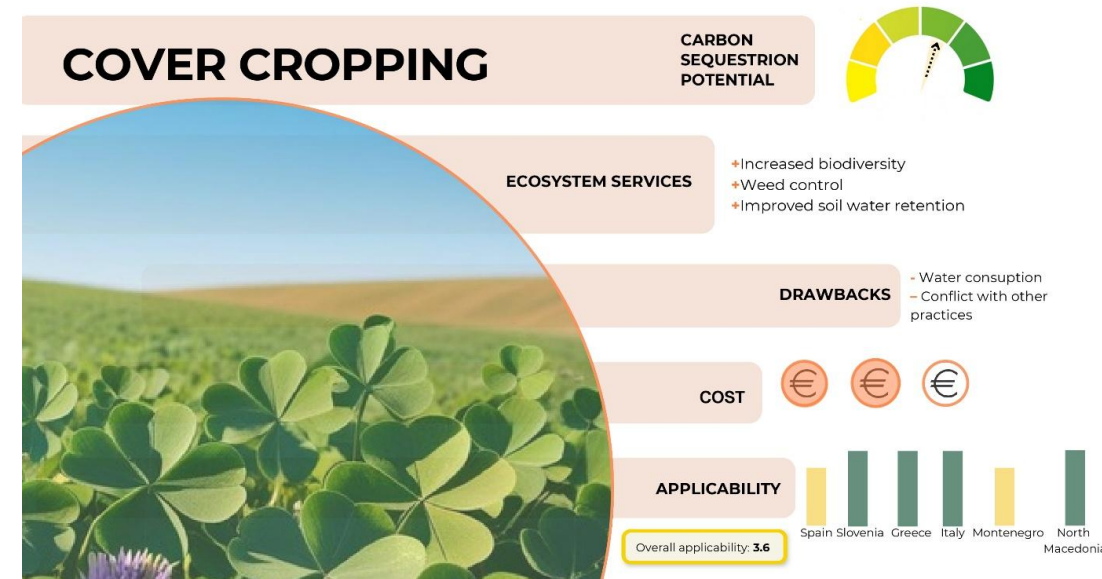 COVER CROPPING
CARBON
SEQUESTRION
POTENTIAL
ECOSYSTEM SERVICES
+Increased biodiversity
+Weed control
+Improved soil water retention
DRAWBACKS
- Water consuption
– Conflict with other
practices
COST
€ € €
APPLICABILITY
Spain Slovenia Greece Italy Montenegro North
Macedonia
Overall applicability: 3.6